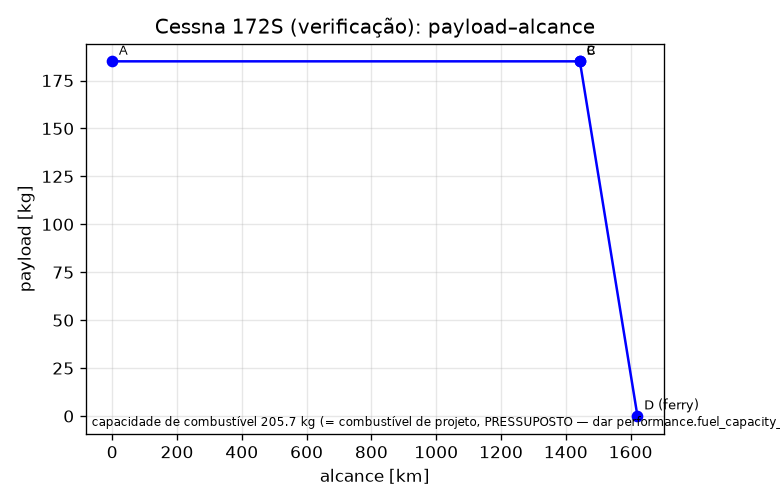 Cessna 172S (verificação): payload–alcance
A
B
C
175
150
125
100
75
50
25
0
payload [kg]
D (ferry)
capacidade de combustível 205.7 kg (= combustível de projeto, PRESSUPOSTO — dar performance.fuel_capacity_
0 200 400 600 800 1000 1200 1400 1600
alcance [km]